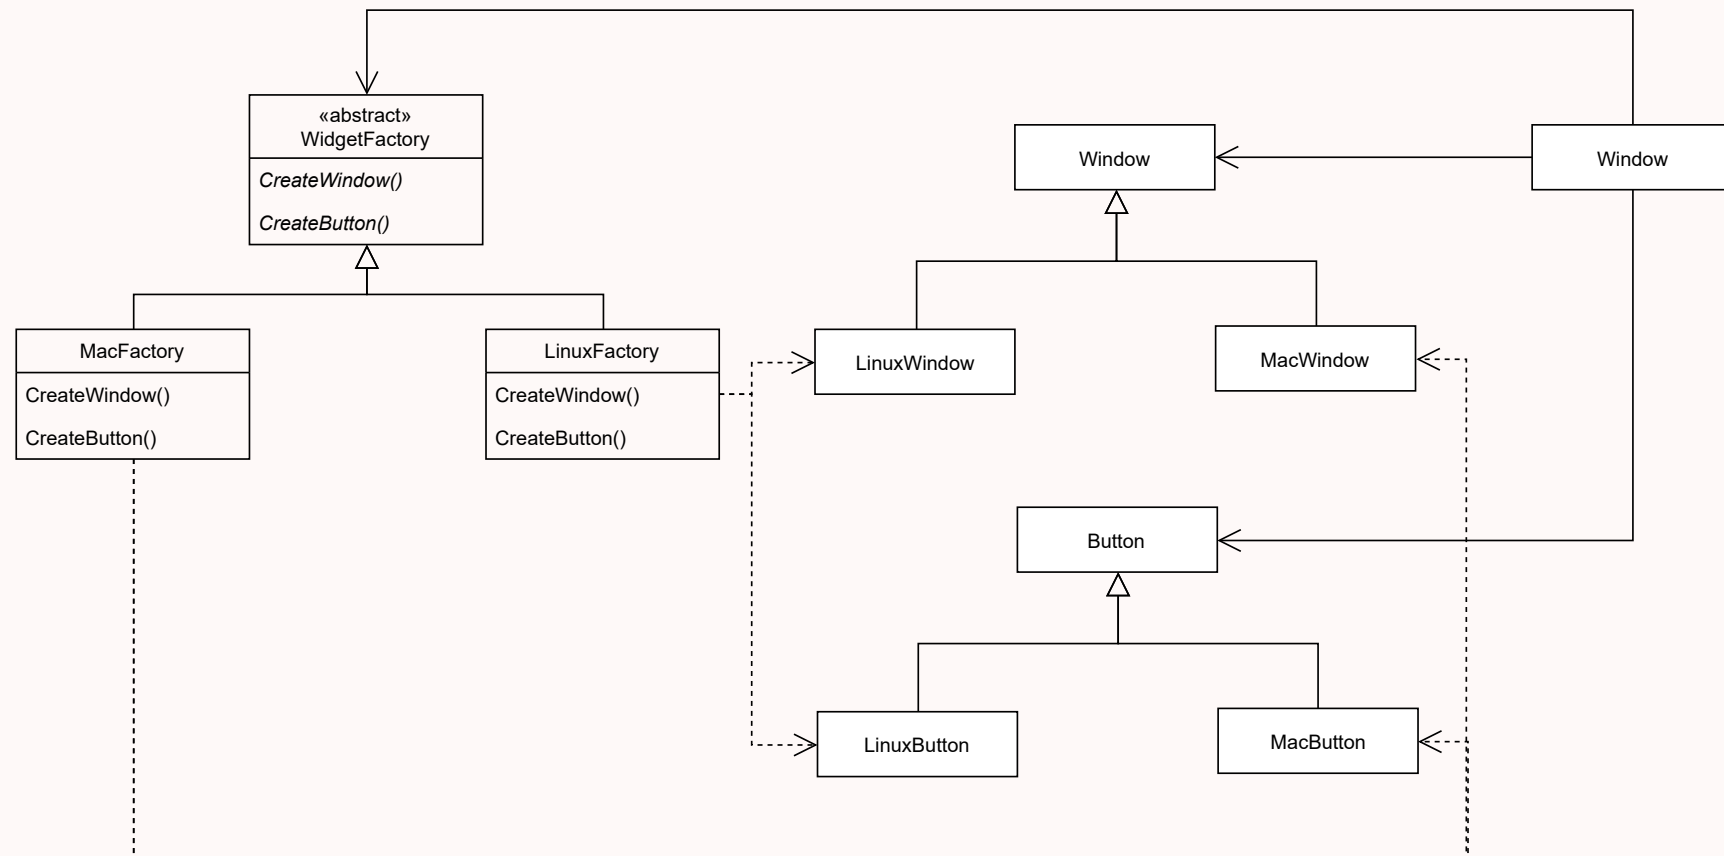 «abstract»
WidgetFactory
CreateWindow()
CreateButton()
Window
Window
MacFactory
CreateWindow()
CreateButton()
LinuxFactory
CreateWindow()
CreateButton()
LinuxWindow
MacWindow
Button
LinuxButton
MacButton